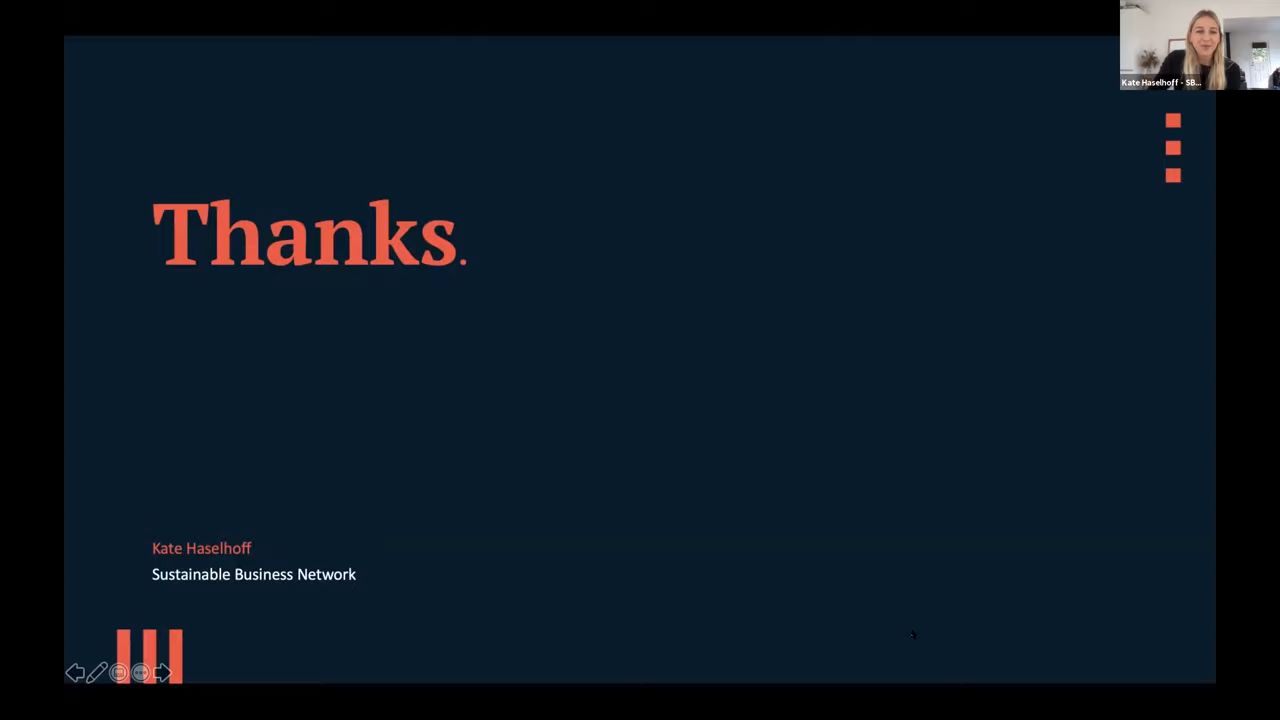 Kate Haselhoff - SB...
Thanks.
Kate Haselhoff
Sustainable Business Network